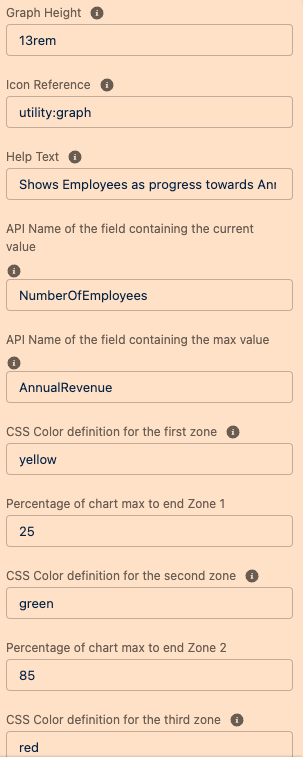 Graph Height
13rem
Icon Reference
utility:graph
Help Text
Shows Employees as progress towards Ann
API Name of the field containing the current
value
NumberOfEmployees
API Name of the field containing the max value
AnnualRevenue
CSS Color definition for the first zone
yellow
Percentage of chart max to end Zone 1
25
CSS Color definition for the second zone
green
Percentage of chart max to end Zone 2
85
CSS Color definition for the third zone
red